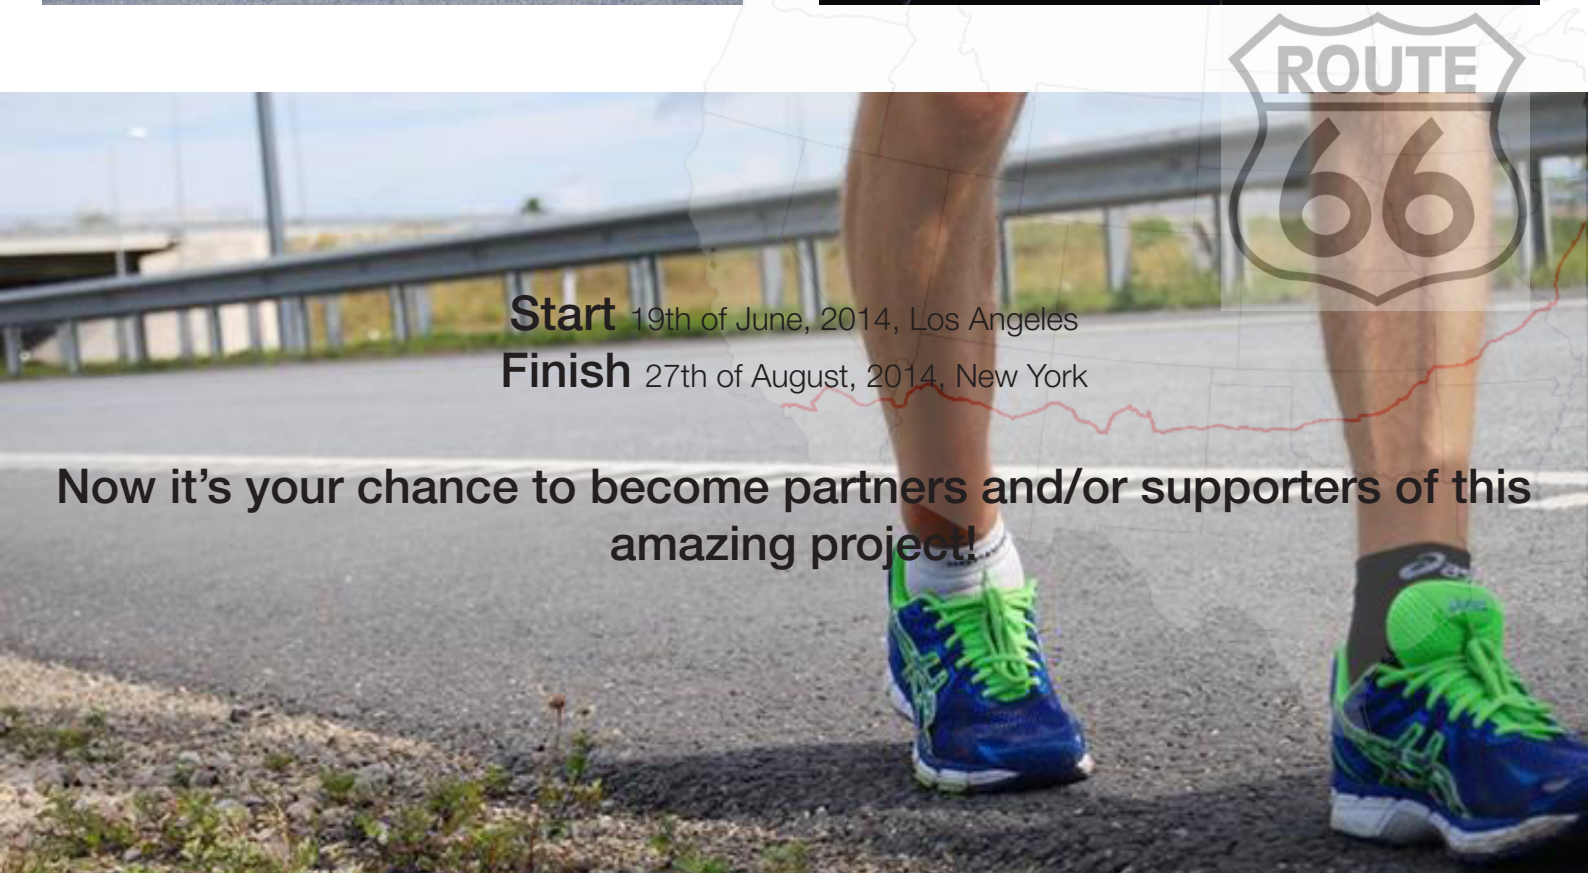 ROUTE
66
Start 19th of June, 2014, Los Angeles
Finish 27th of August, 2014, New York
Now it’s your chance to become partners and/or supporters of this
amazing project!